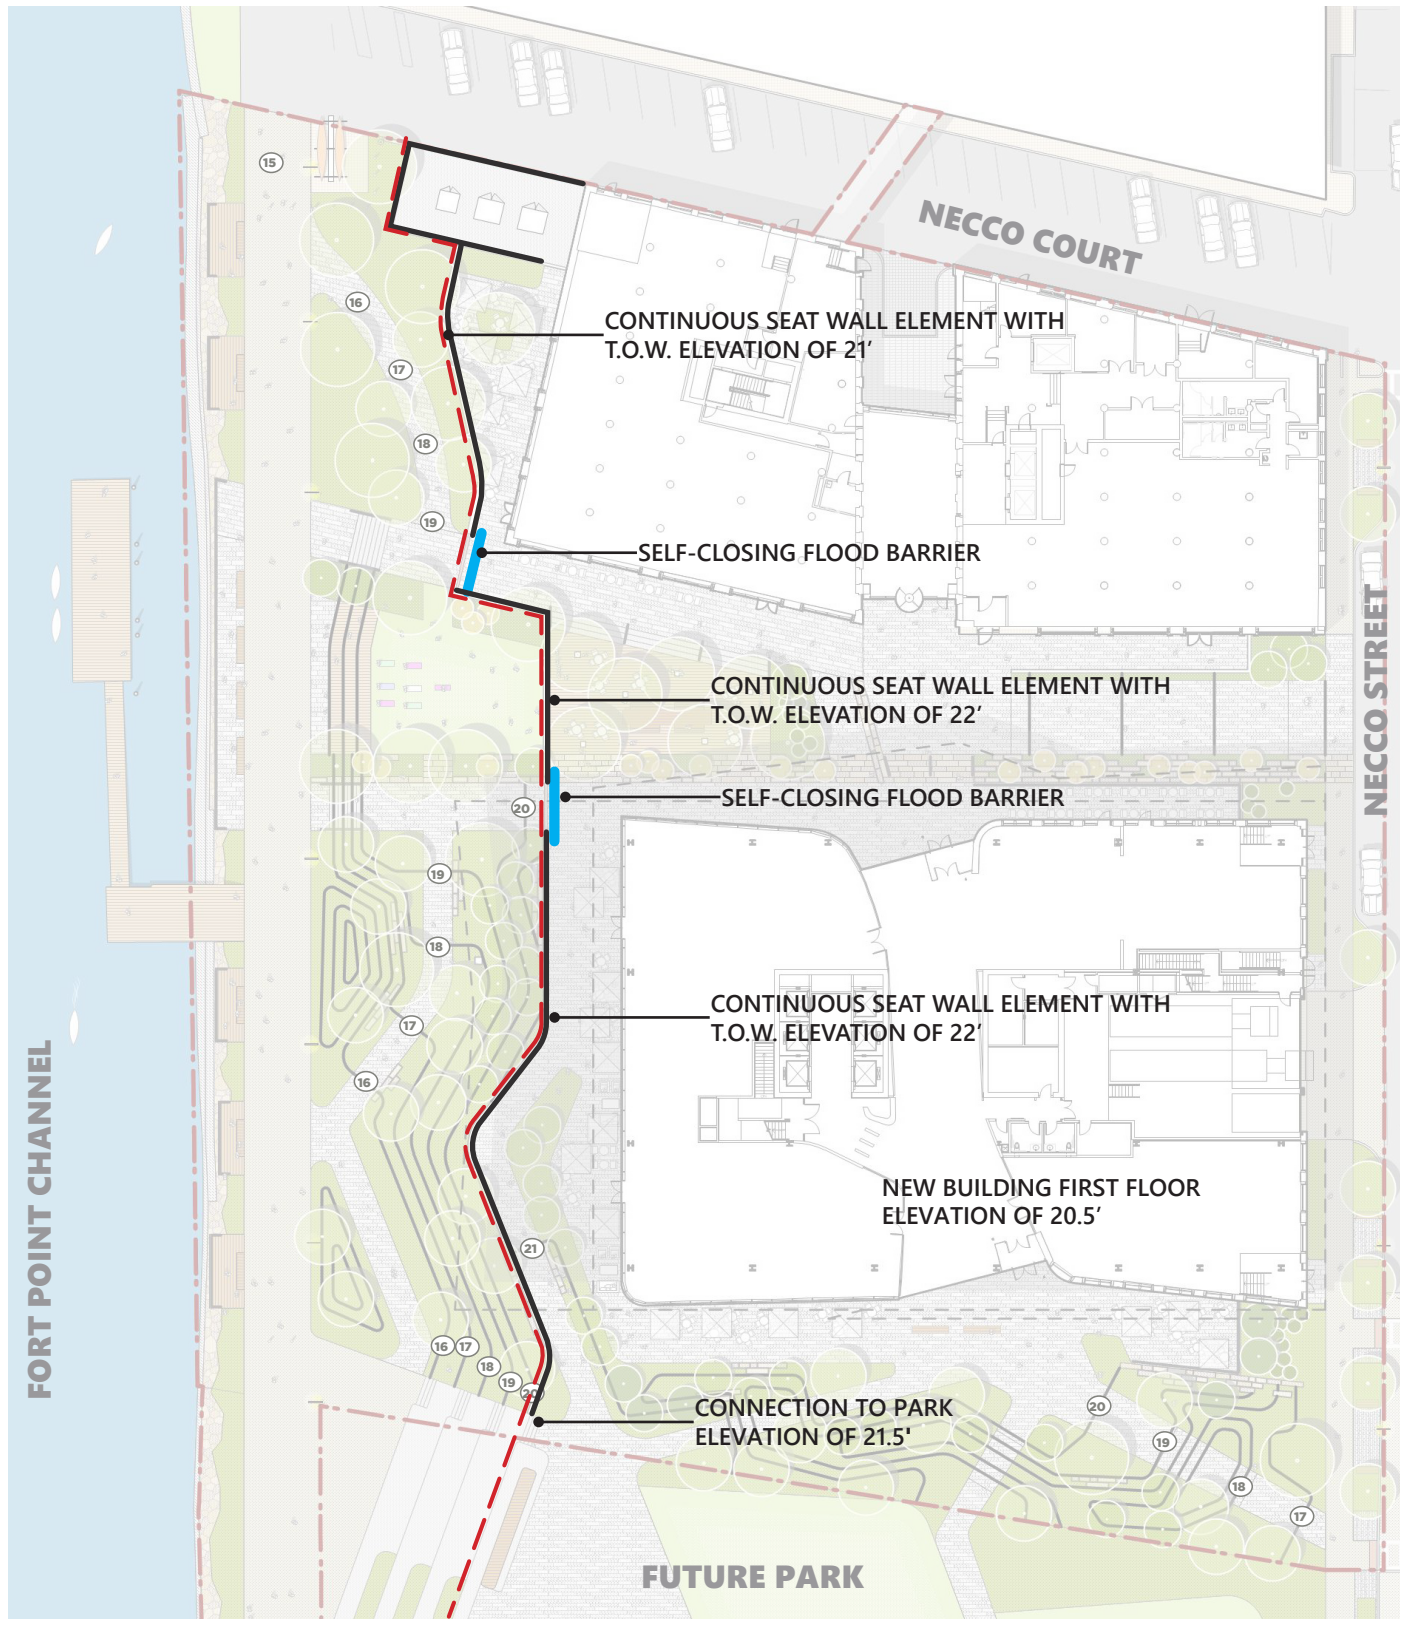 15
NECCO COURT
16
CONTINUOUS SEAT WALL ELEMENT WITH
T.O.W. ELEVATION OF 21′
17
18
19
SELF-CLOSING FLOOD BARRIER
NECCO STREET
CONTINUOUS SEAT WALL ELEMENT WITH
T.O.W. ELEVATION OF 22′
SELF-CLOSING FLOOD BARRIER
20
19
18
CONTINUOUS SEAT WALL ELEMENT WITH
T.O.W. ELEVATION OF 22′
17
16
FORT POINT CHANNEL
NEW BUILDING FIRST FLOOR
ELEVATION OF 20.5′
21
16
17
18
19
20
CONNECTION TO PARK
ELEVATION OF 21.5'
20
19
18
17
FUTURE PARK